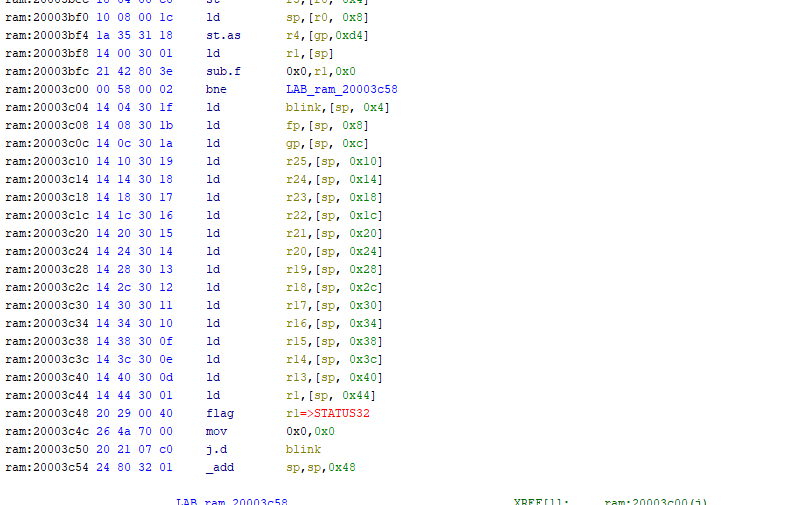 ram:20003bf0 10 08 00 1c ld sp,[r0, 0x8]
ram:20003bf4 1a 35 31 18 st.as r4,[gp,0xd4]
ram:20003bf8 14 00 30 01 ld r1,[sp]
ram:20003bfc 21 42 80 3e sub.f 0x0,r1,0x0
ram:20003c00 00 58 00 02 bne LAB_ram_20003c58
ram:20003c04 14 04 30 1f ld blink,[sp, 0x4]
ram:20003c08 14 08 30 1b ld fp,[sp, 0x8]
ram:20003c0c 14 0c 30 1a ld gp,[sp, 0xc]
ram:20003c10 14 10 30 19 ld r25,[sp, 0x10]
ram:20003c14 14 14 30 18 ld r24,[sp, 0x14]
ram:20003c18 14 18 30 17 ld r23,[sp, 0x18]
ram:20003c1c 14 1c 30 16 ld r22,[sp, 0x1c]
ram:20003c20 14 20 30 15 ld r21,[sp, 0x20]
ram:20003c24 14 24 30 14 ld r20,[sp, 0x24]
ram:20003c28 14 28 30 13 ld r19,[sp, 0x28]
ram:20003c2c 14 2c 30 12 ld r18,[sp, 0x2c]
ram:20003c30 14 30 30 11 ld r17,[sp, 0x30]
ram:20003c34 14 34 30 10 ld r16,[sp, 0x34]
ram:20003c38 14 38 30 0f ld r15,[sp, 0x38]
ram:20003c3c 14 3c 30 0e ld r14,[sp, 0x3c]
ram:20003c40 14 40 30 0d ld r13,[sp, 0x40]
ram:20003c44 14 44 30 01 ld r1,[sp, 0x44]
ram:20003c48 20 29 00 40 flag r1=>STATUS32
ram:20003c4c 26 4a 70 00 mov 0x0,0x0
ram:20003c50 20 21 07 c0 j.d blink
ram:20003c54 24 80 32 01 _add sp,sp,0x48
LAB_ram_20003c58 XREF[1]: ram:20003c00(j)